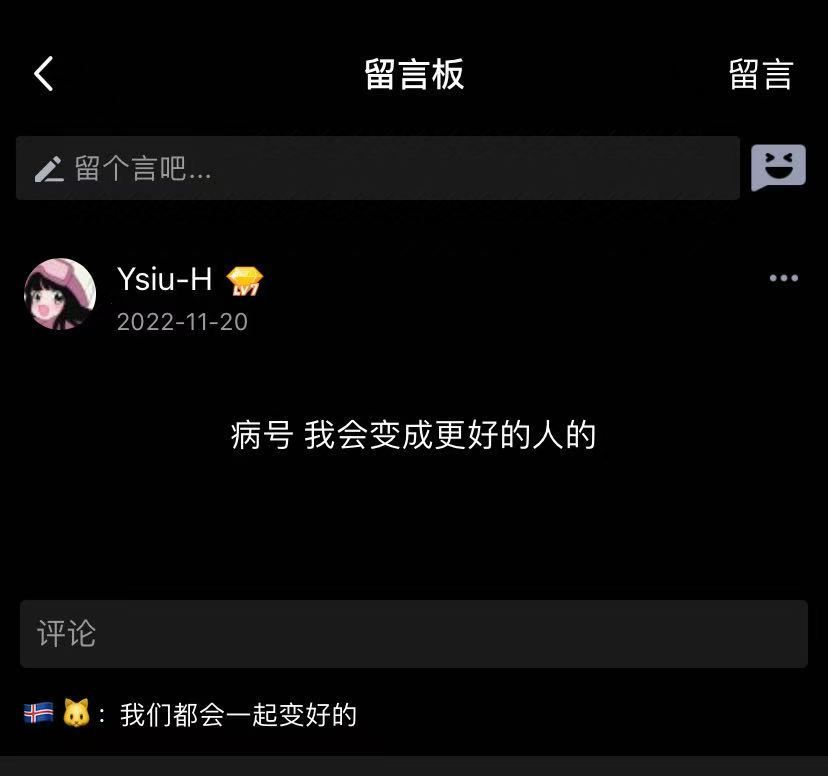 留言板 留言
留个言吧...
Ysiu-H LV7
2022-11-20
病号 我会变成更好的人的
评论
🇮🇸🐱：我们都会一起变好的